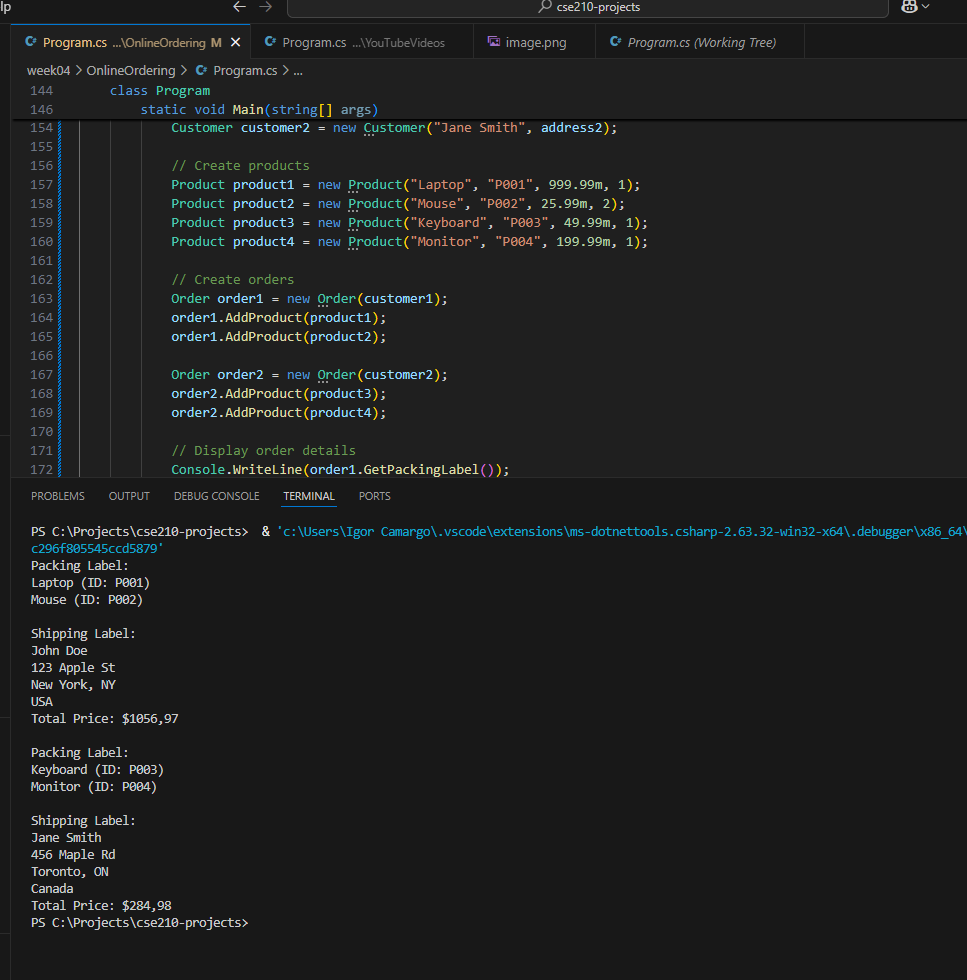 lp
cse210-projects
Program.cs ...\OnlineOrdering M
Program.cs ...\YouTubeVideos
image.png
Program.cs (Working Tree)
week04 > OnlineOrdering > Program.cs > ...
144 class Program
146 static void Main(string[] args)
154 Customer customer2 = new Customer("Jane Smith", address2);
155
156 // Create products
157 Product product1 = new Product("Laptop", "P001", 999.99m, 1);
158 Product product2 = new Product("Mouse", "P002", 25.99m, 2);
159 Product product3 = new Product("Keyboard", "P003", 49.99m, 1);
160 Product product4 = new Product("Monitor", "P004", 199.99m, 1);
161
162 // Create orders
163 Order order1 = new Order(customer1);
164 order1.AddProduct(product1);
165 order1.AddProduct(product2);
166
167 Order order2 = new Order(customer2);
168 order2.AddProduct(product3);
169 order2.AddProduct(product4);
170
171 // Display order details
172 Console.WriteLine(order1.GetPackingLabel());
PROBLEMS OUTPUT DEBUG CONSOLE TERMINAL PORTS
PS C:\Projects\cse210-projects> & 'c:\Users\Igor Camargo\.vscode\extensions\ms-dotnettools.csharp-2.63.32-win32-x64\.debugger\x86_64\
c296f805545ccd5879'
Packing Label:
Laptop (ID: P001)
Mouse (ID: P002)
Shipping Label:
John Doe
123 Apple St
New York, NY
USA
Total Price: $1056,97
Packing Label:
Keyboard (ID: P003)
Monitor (ID: P004)
Shipping Label:
Jane Smith
456 Maple Rd
Toronto, ON
Canada
Total Price: $284,98
PS C:\Projects\cse210-projects>